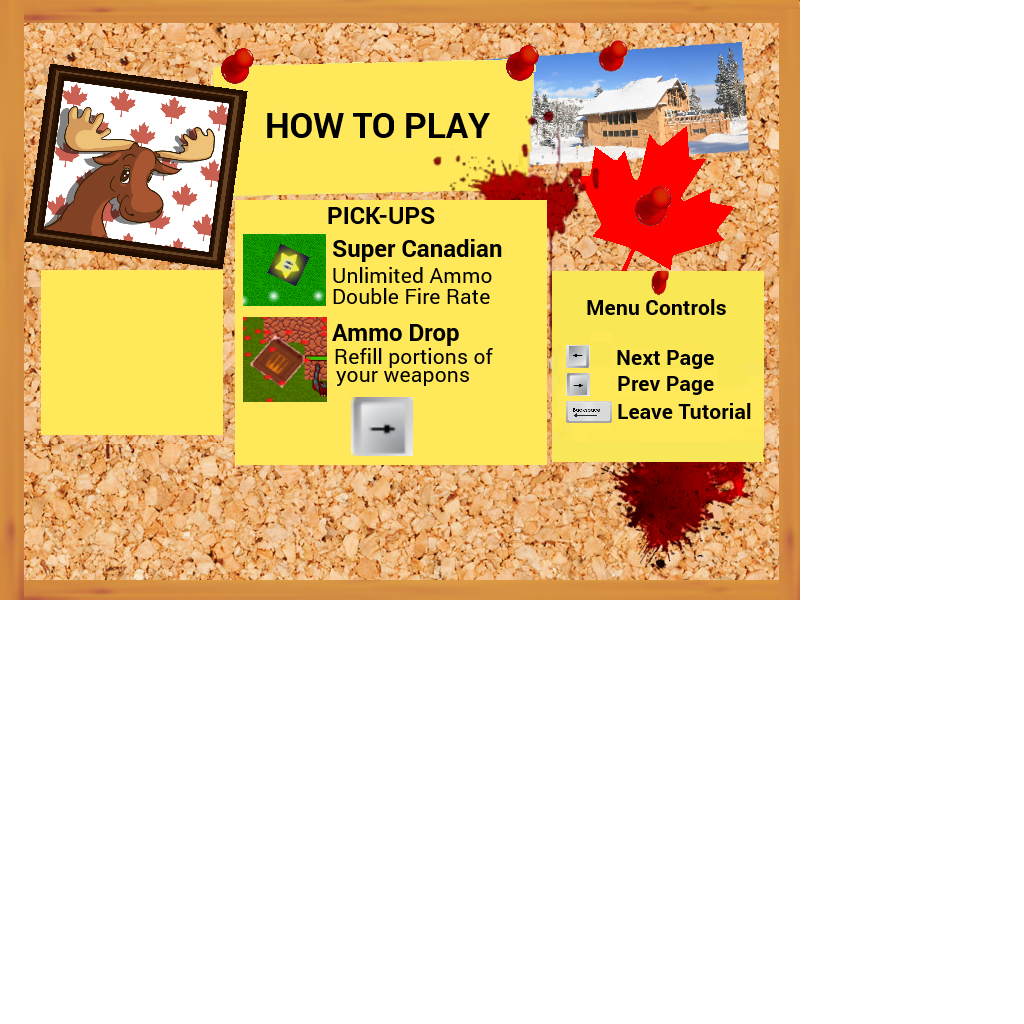 HOW TO PLAY
PICK-UPS
Super Canadian
Unlimited Ammo
Double Fire Rate
Ammo Drop
Refill portions of
your weapons
Menu Controls
Next Page
Prev Page
Backspace
Leave Tutorial